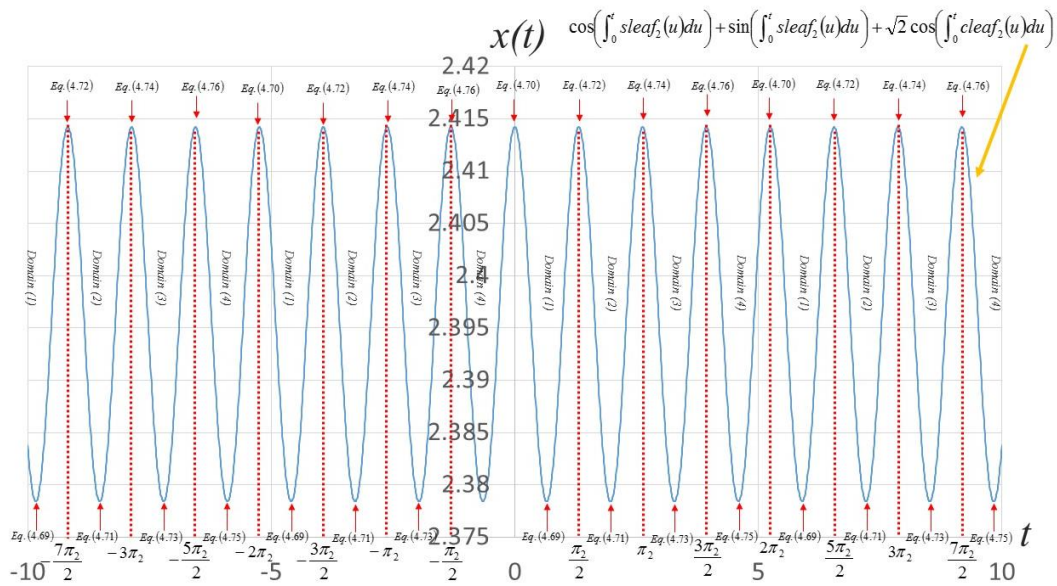 x(t) cos(∫₀ᵗ sleaf₂(u)du) + sin(∫₀ᵗ sleaf₂(u)du) + √2 cos(∫₀ᵗ cleaf₂(u)du)
2.42
Eq.(4.72) Eq.(4.74) Eq.(4.76) Eq.(4.70) Eq.(4.72) Eq.(4.74) Eq.(4.76) Eq.(4.70) Eq.(4.72) Eq.(4.74) Eq.(4.76) Eq.(4.70) Eq.(4.72) Eq.(4.74) Eq.(4.76)
2.415
2.41
2.405
Domain (1) Domain (2) Domain (3) Domain (4) Domain (1) Domain (2) Domain (3) Domain (4) Domain (1) Domain (2) Domain (3) Domain (4) Domain (1) Domain (2) Domain (3) Domain (4)
2.4
2.395
2.39
2.385
2.38
2.375
Eq.(4.69) Eq.(4.71) Eq.(4.73) Eq.(4.75) Eq.(4.69) Eq.(4.71) Eq.(4.73) Eq.(4.69) Eq.(4.71) Eq.(4.73) Eq.(4.75) Eq.(4.69) Eq.(4.71) Eq.(4.73) Eq.(4.75) t
-7π₂/2 -3π₂ -5π₂/2 -2π₂ -3π₂/2 -π₂ -π₂/2 π₂/2 π₂ 3π₂/2 2π₂ 5π₂/2 3π₂ 7π₂/2
-10 -5 0 5 10